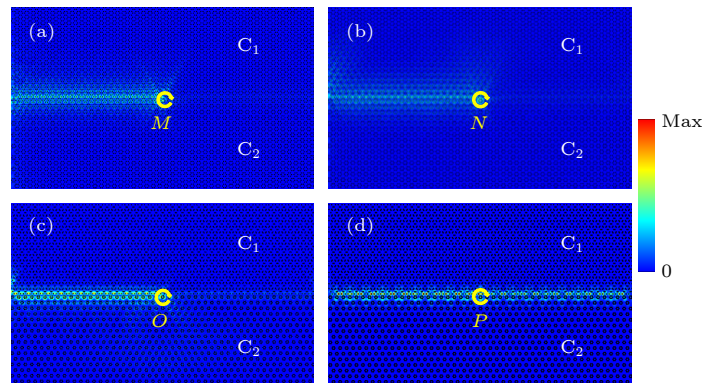 (a) C₁
M
C₂
(b) C₁
N
C₂
Max
0
(c) C₁
O
C₂
(d) C₁
P
C₂